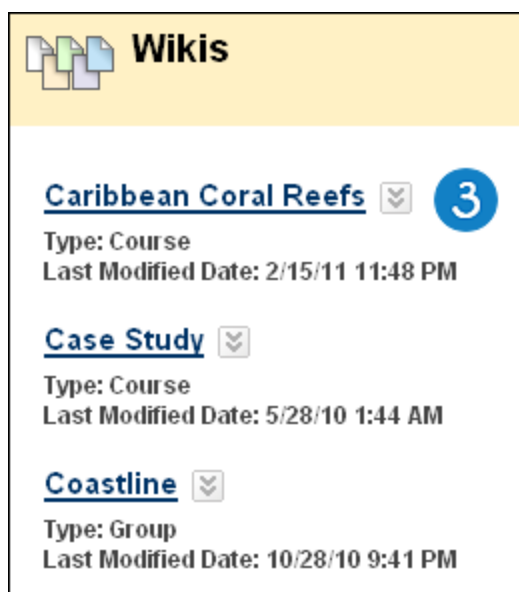 Wikis
Caribbean Coral Reefs
3
Type: Course
Last Modified Date: 2/15/11 11:48 PM
Case Study
Type: Course
Last Modified Date: 5/28/10 1:44 AM
Coastline
Type: Group
Last Modified Date: 10/28/10 9:41 PM